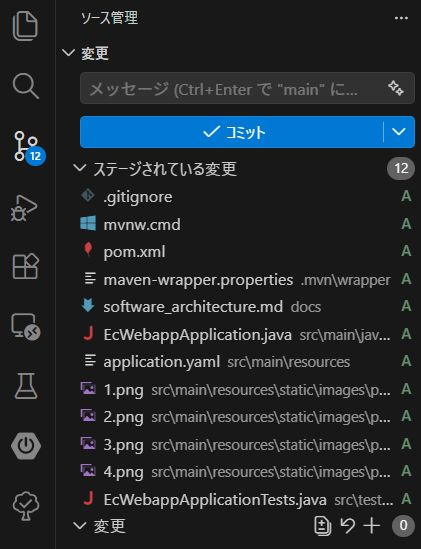 ソース管理
変更
メッセージ (Ctrl+Enter で "main" に...
12
コミット
ステージされている変更 12
.gitignore A
mvnw.cmd A
pom.xml A
maven-wrapper.properties .mvn\wrapper A
software_architecture.md docs A
EcWebappApplication.java src\main\jav... A
application.yaml src\main\resources A
1.png src\main\resources\static\images\p... A
2.png src\main\resources\static\images\p... A
3.png src\main\resources\static\images\p... A
4.png src\main\resources\static\images\p... A
EcWebappApplicationTests.java src\test... A
変更 0